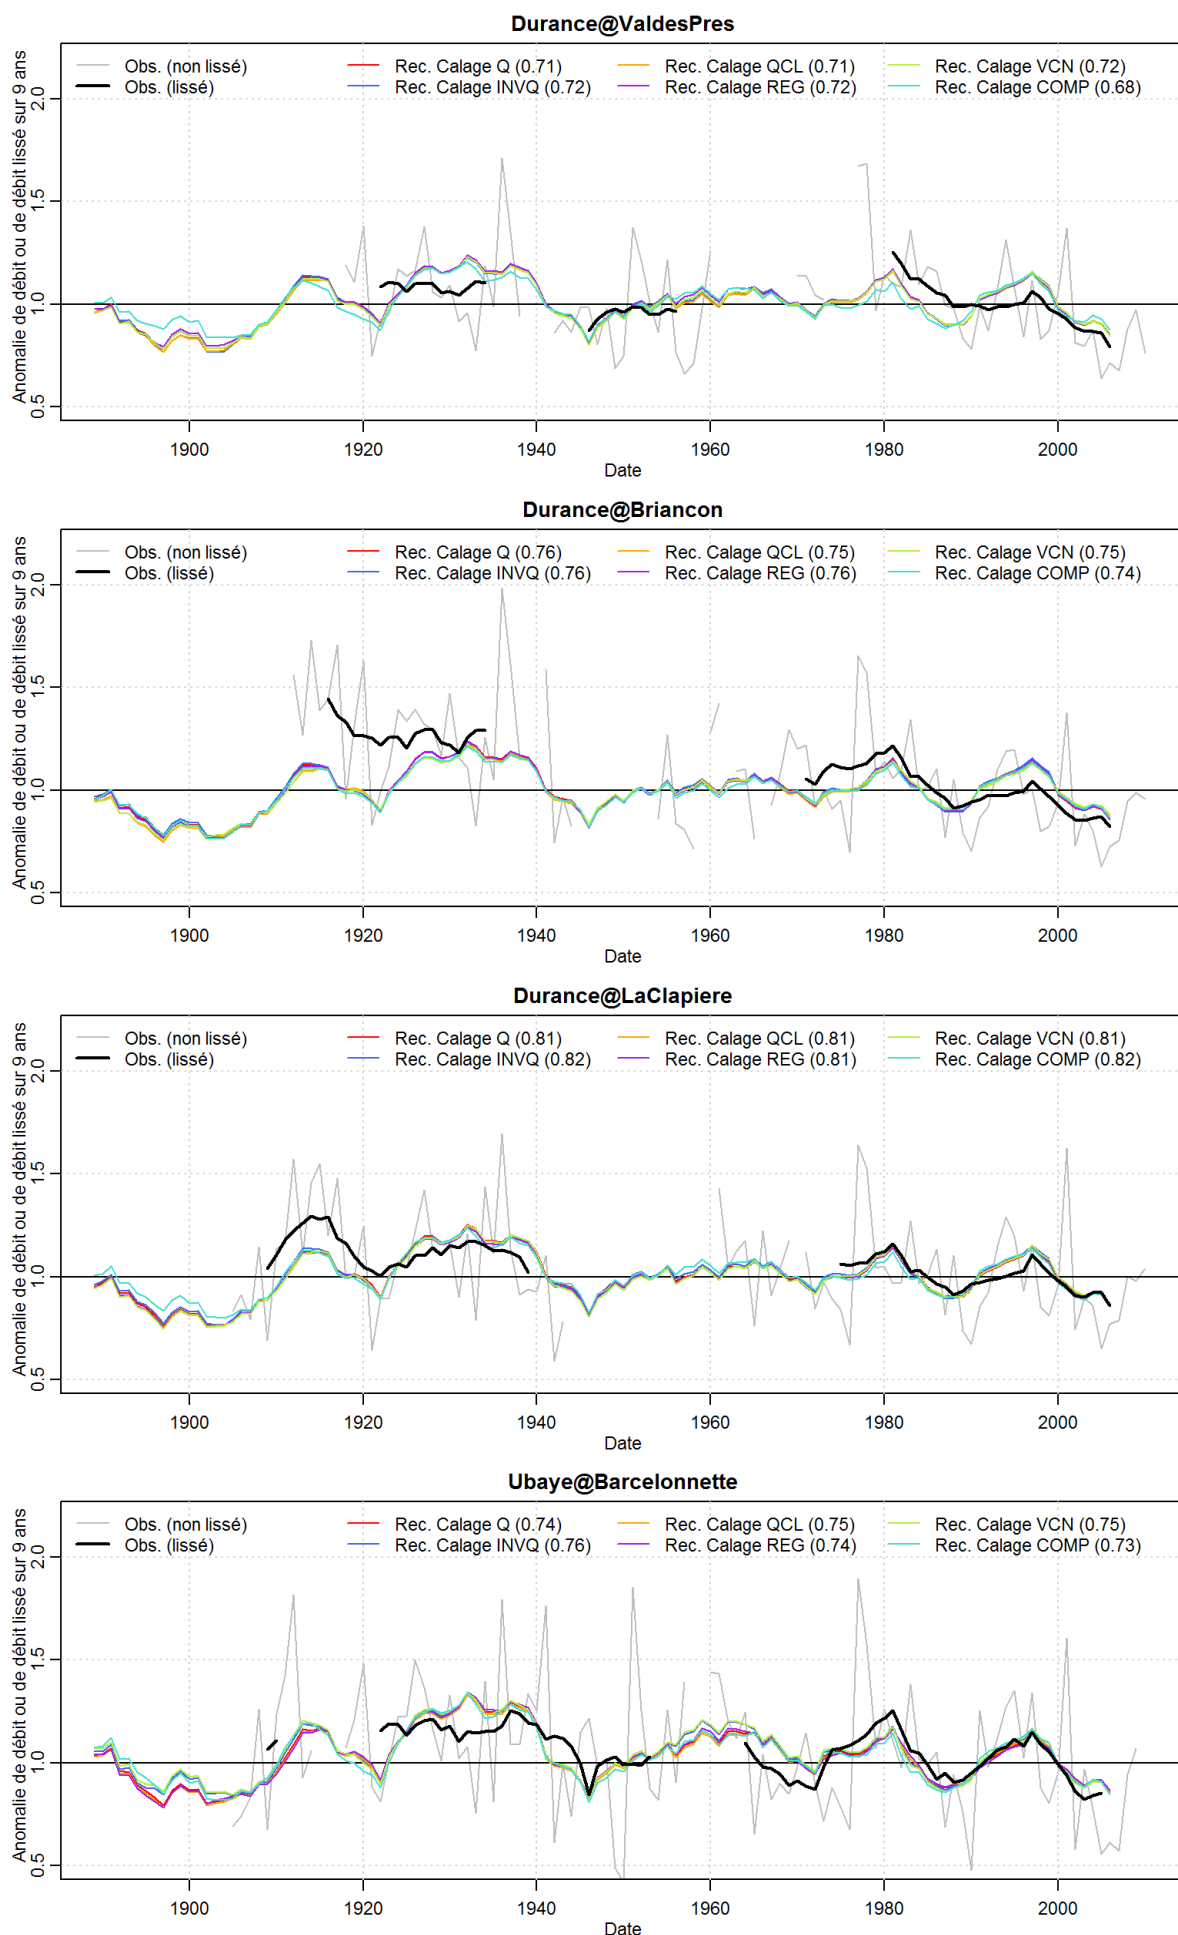 Durance@ValdesPres
Obs. (non lissé) Rec. Calage Q (0.71) Rec. Calage QCL (0.71) Rec. Calage VCN (0.72)
Obs. (lissé) Rec. Calage INVQ (0.72) Rec. Calage REG (0.72) Rec. Calage COMP (0.68)
Anomalie de débit ou de débit lissé sur 9 ans
2.0
1.5
1.0
0.5
1900 1920 1940 1960 1980 2000
Date
Durance@Briancon
Obs. (non lissé) Rec. Calage Q (0.76) Rec. Calage QCL (0.75) Rec. Calage VCN (0.75)
Obs. (lissé) Rec. Calage INVQ (0.76) Rec. Calage REG (0.76) Rec. Calage COMP (0.74)
Anomalie de débit ou de débit lissé sur 9 ans
2.0
1.5
1.0
0.5
1900 1920 1940 1960 1980 2000
Date
Durance@LaClapiere
Obs. (non lissé) Rec. Calage Q (0.81) Rec. Calage QCL (0.81) Rec. Calage VCN (0.81)
Obs. (lissé) Rec. Calage INVQ (0.82) Rec. Calage REG (0.81) Rec. Calage COMP (0.82)
Anomalie de débit ou de débit lissé sur 9 ans
2.0
1.5
1.0
0.5
1900 1920 1940 1960 1980 2000
Date
Ubaye@Barcelonnette
Obs. (non lissé) Rec. Calage Q (0.74) Rec. Calage QCL (0.75) Rec. Calage VCN (0.75)
Obs. (lissé) Rec. Calage INVQ (0.76) Rec. Calage REG (0.74) Rec. Calage COMP (0.73)
Anomalie de débit ou de débit lissé sur 9 ans
2.0
1.5
1.0
0.5
1900 1920 1940 1960 1980 2000
Date